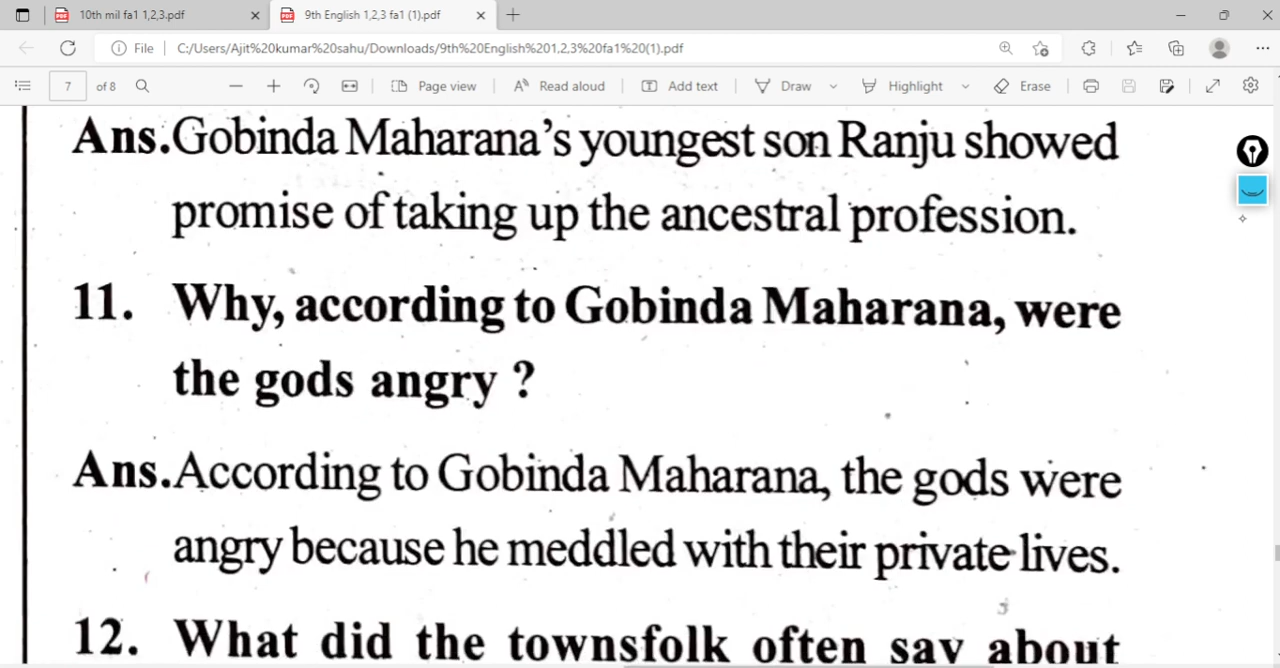 10th mil fa1 1,2,3.pdf
9th English 1,2,3 fa1 (1).pdf
File
C:/Users/Ajit%20kumar%20sahu/Downloads/9th%20English%201,2,3%20fa1%20(1).pdf
7 of 8
Page view
Read aloud
Add text
Draw
Highlight
Erase
Ans.Gobinda Maharana's youngest son Ranju showed
promise of taking up the ancestral profession.
11. Why, according to Gobinda Maharana, were
the gods angry ?
Ans.According to Gobinda Maharana, the gods were
angry because he meddled with their private lives.
12. What did the townsfolk often say about